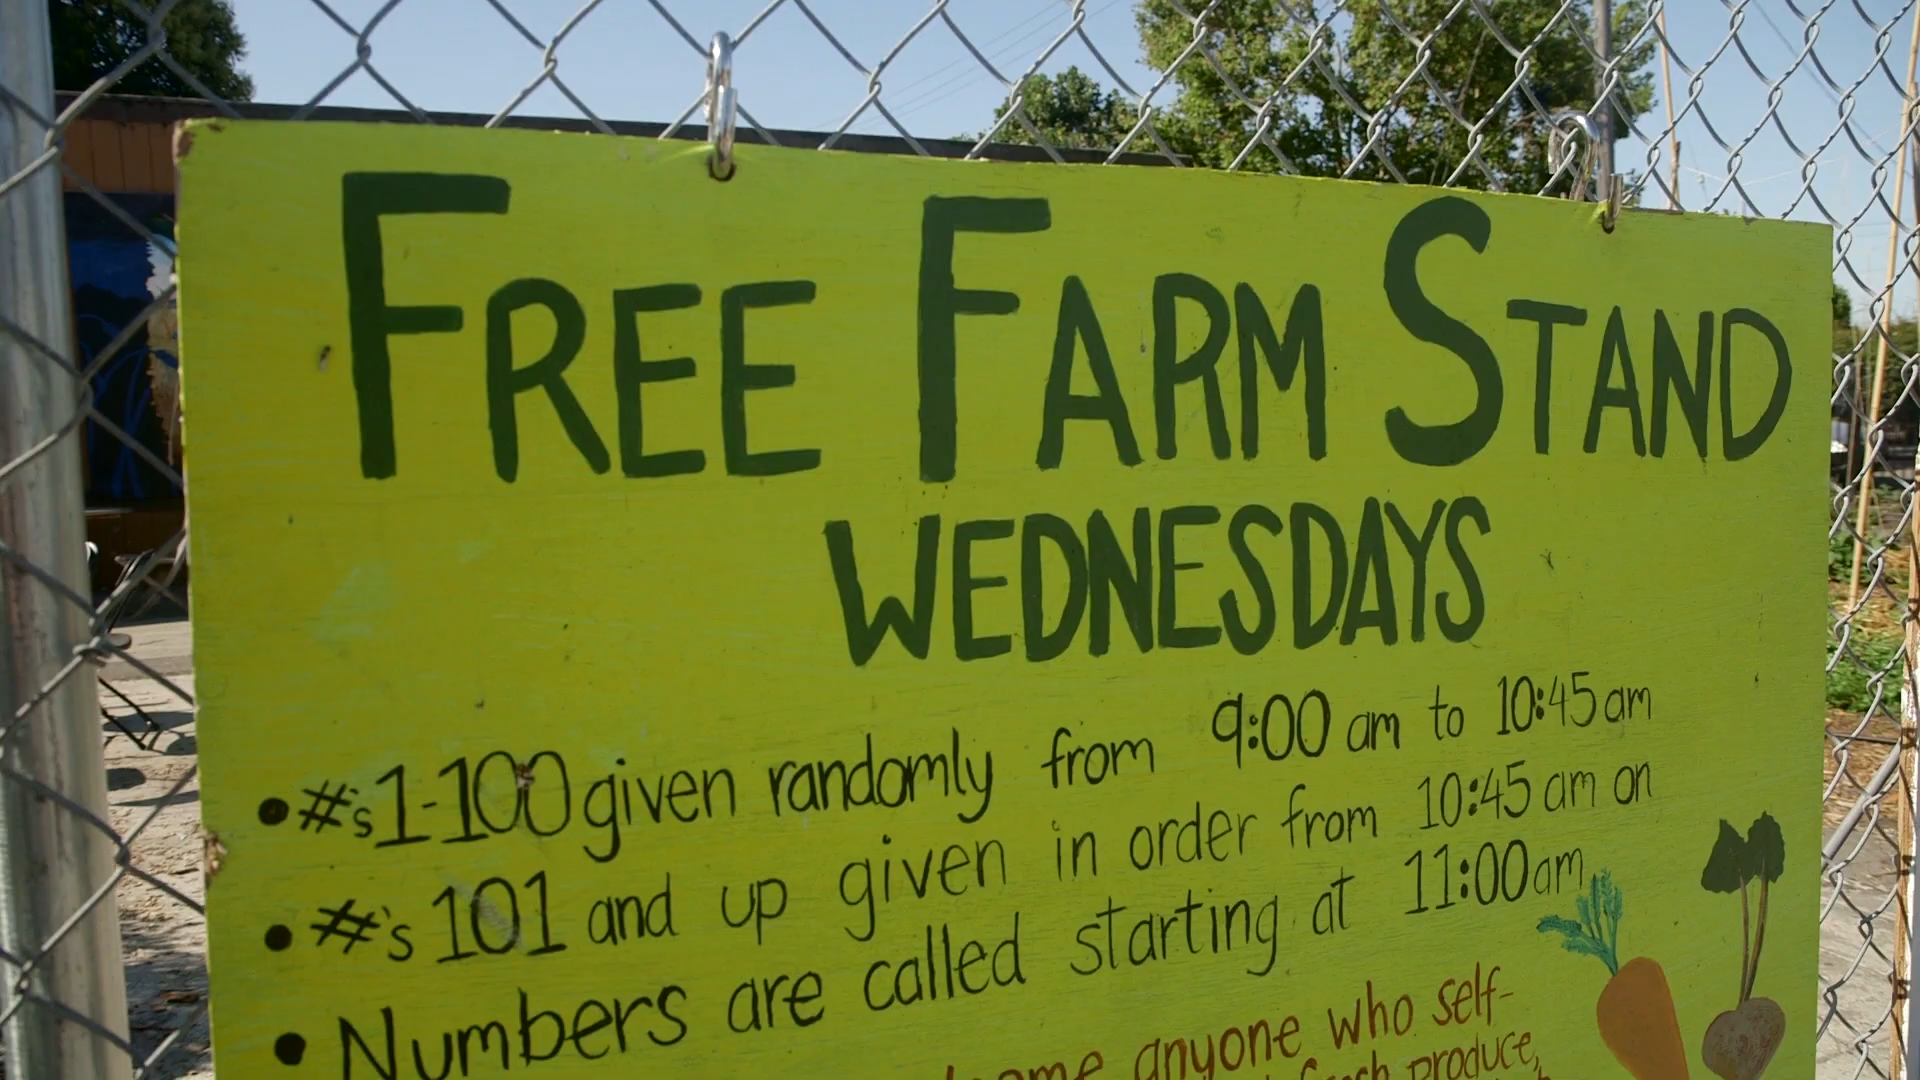 FREE FARM STAND
WEDNESDAYS
• #'s 1-100 given randomly from 9:00 am to 10:45 am
• #'s 101 and up given in order from 10:45 am on
• Numbers are called starting at 11:00 am
anyone who self-
produce,